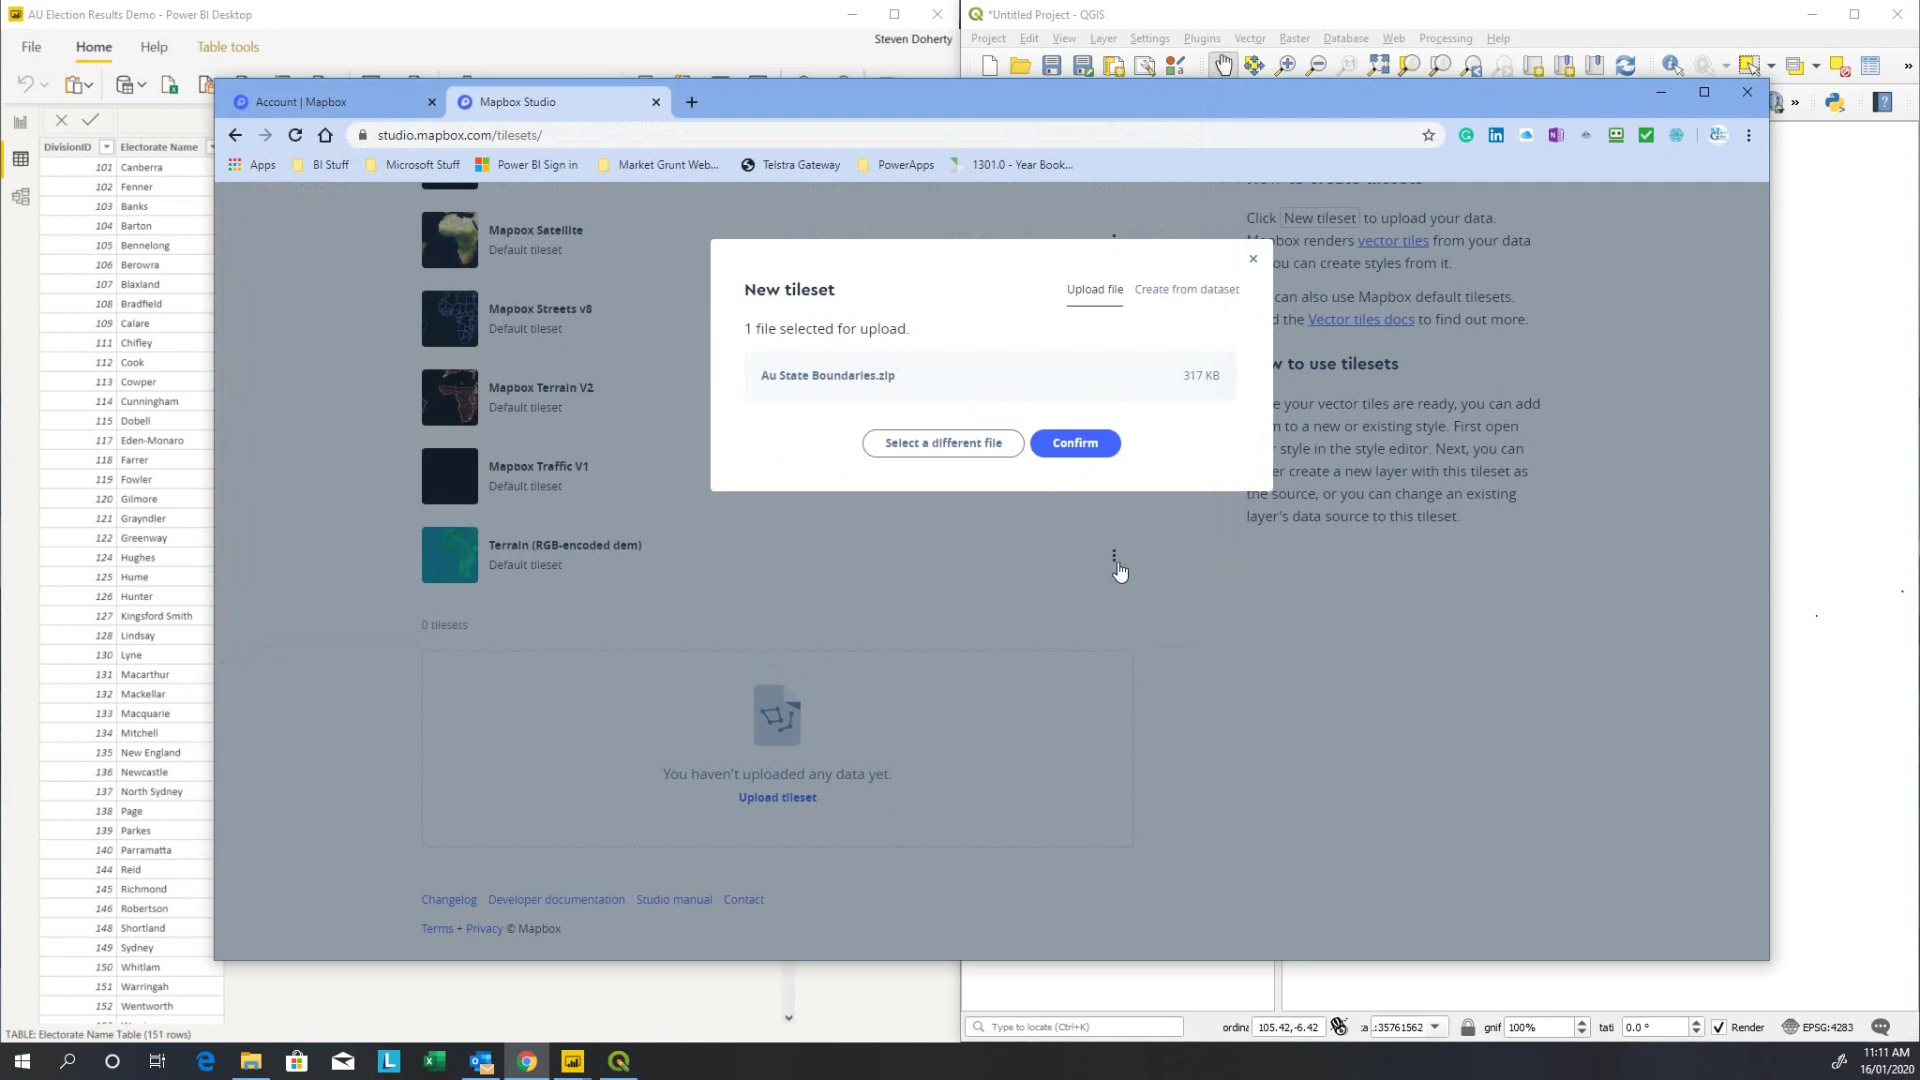 AU Election Results Demo - Power BI Desktop
Steven Doherty
File Home Help Table tools
DivisionID Electorate Name
101 Canberra
102 Fenner
103 Banks
104 Barton
105 Bennelong
106 Berowra
107 Blaxland
108 Bradfield
109 Calare
111 Chifley
112 Cook
113 Cowper
114 Cunningham
115 Dobell
117 Eden-Monaro
118 Farrer
119 Fowler
120 Gilmore
121 Grayndler
122 Greenway
124 Hughes
125 Hume
126 Hunter
127 Kingsford Smith
128 Lindsay
130 Lyne
131 Macarthur
132 Mackellar
133 Macquarie
134 Mitchell
135 New England
136 Newcastle
137 North Sydney
138 Page
139 Parkes
140 Parramatta
144 Reid
145 Richmond
146 Robertson
148 Shortland
149 Sydney
150 Whitlam
151 Warringah
152 Wentworth
TABLE: Electorate Name Table (151 rows)
*Untitled Project - QGIS
Project Edit View Layer Settings Plugins Vector Raster Database Web Processing Help
Account | Mapbox
Mapbox Studio
studio.mapbox.com/tilesets/
Apps BI Stuff Microsoft Stuff Power BI Sign in Market Grunt Web... Telstra Gateway PowerApps 1301.0 - Year Book...
Mapbox Satellite
Default tileset
Mapbox Streets v8
Default tileset
Mapbox Terrain V2
Default tileset
Mapbox Traffic V1
Default tileset
Terrain (RGB-encoded dem)
Default tileset
0 tilesets
You haven't uploaded any data yet.
Upload tileset
Changelog Developer documentation Studio manual Contact
Terms + Privacy © Mapbox
New tileset
Upload file Create from dataset
1 file selected for upload.
Au State Boundaries.zip 317 KB
Select a different file Confirm
Click New tileset to upload your data.
renders vector tiles from your data
ou can create styles from it.
can also use Mapbox default tilesets.
d the Vector tiles docs to find out more.
w to use tilesets
e your vector tiles are ready, you can add
m to a new or existing style. First open
r style in the style editor. Next, you can
er create a new layer with this tileset as
the source, or you can change an existing
layer's data source to this tileset.
Type to locate (Ctrl+K)
ordina 105.42,-6.42 :a .:35761562 gnif 100% tati 0.0 ° Render EPSG:4283
11:11 AM
16/01/2020